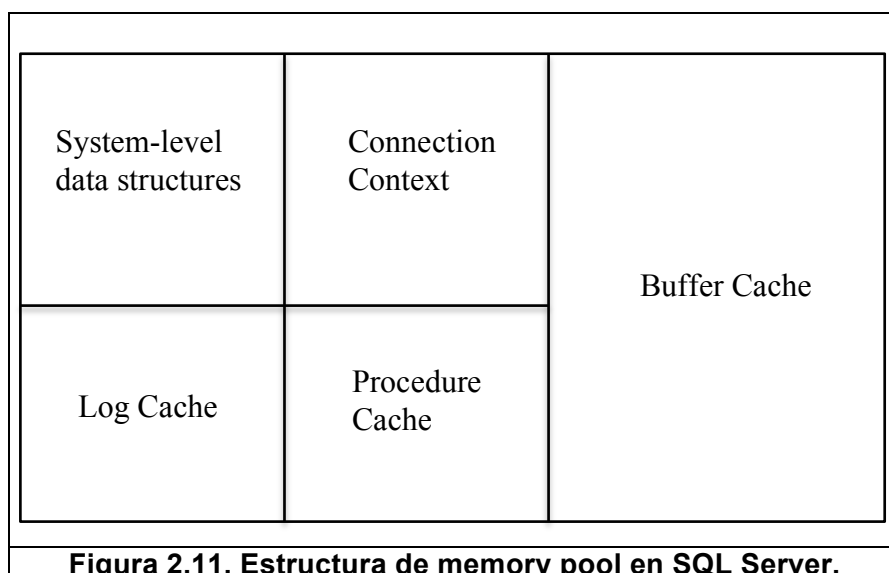 System-level
data structures
Connection
Context
Buffer Cache
Log Cache
Procedure
Cache
Figura 2.11. Estructura de memory pool en SQL Server.